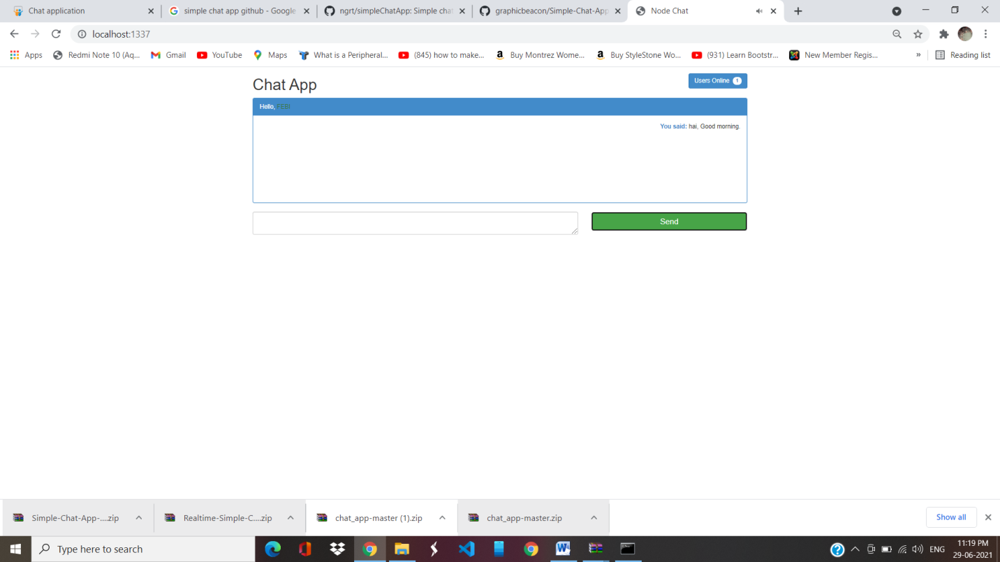 Chat application
simple chat app github - Google
ngrt/simpleChatApp: Simple chat
graphicbeacon/Simple-Chat-App
Node Chat
localhost:1337
Apps
Redmi Note 10 (Aq...
Gmail
YouTube
Maps
What is a Peripheral...
(845) how to make...
Buy Montrez Wome...
Buy StyleStone Wo...
(931) Learn Bootstr...
New Member Regis...
»
Reading list
Chat App
Users Online 1
Hello, FEBI
You said: hai, Good morning.
Send
Simple-Chat-App-....zip
Realtime-Simple-C....zip
chat_app-master (1).zip
chat_app-master.zip
Show all
Type here to search
ENG
11:19 PM
29-06-2021